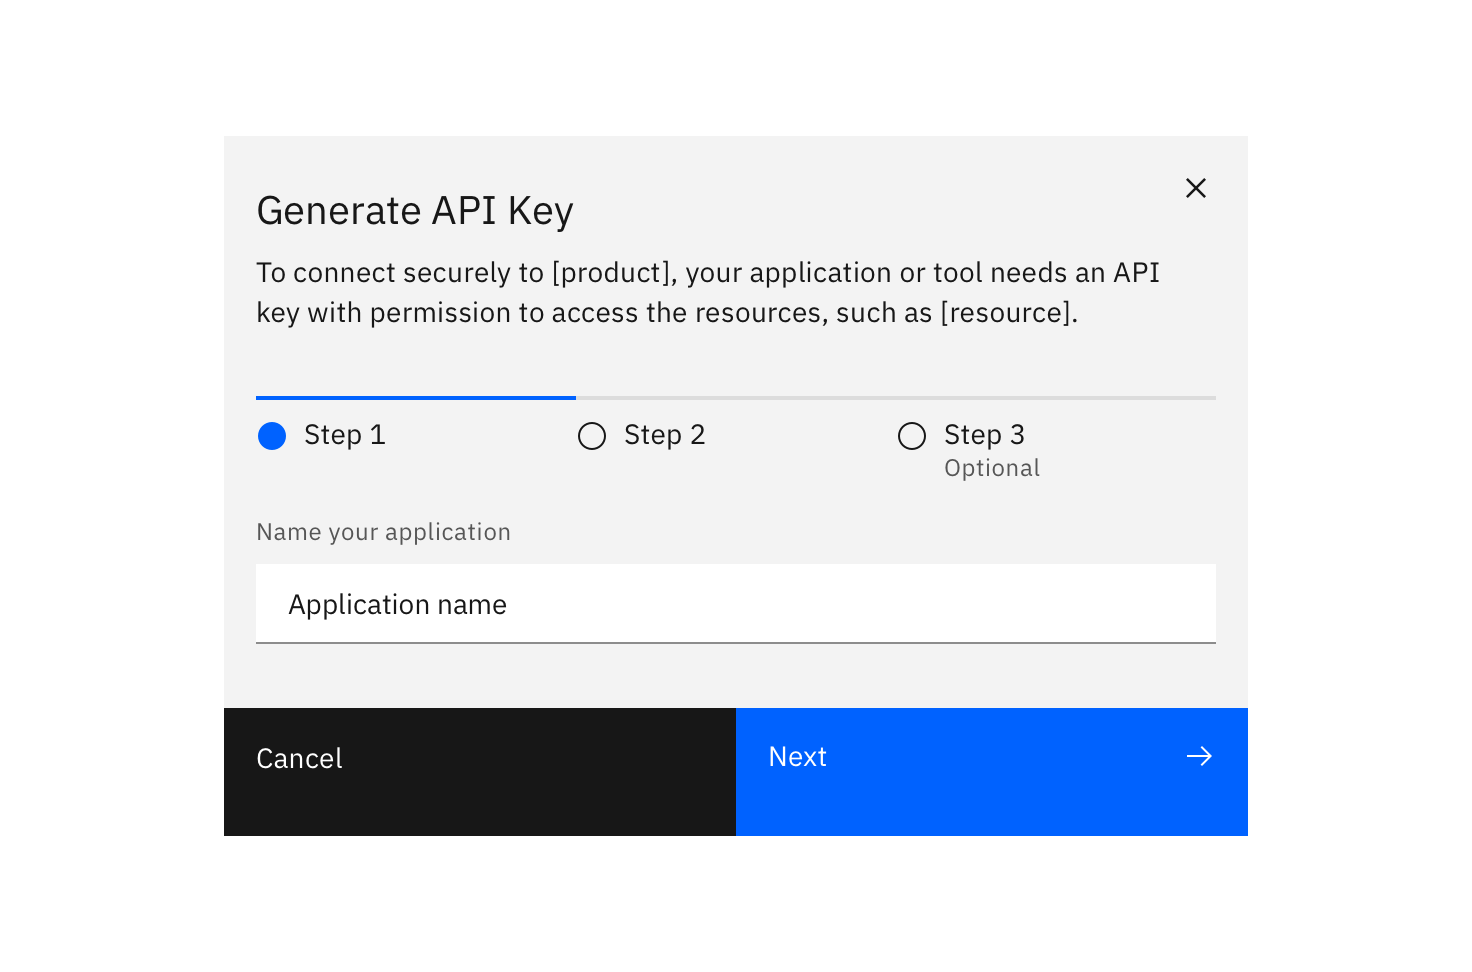 Generate API Key
To connect securely to [product], your application or tool needs an API
key with permission to access the resources, such as [resource].
Step 1
Step 2
Step 3
Optional
Name your application
Application name
Cancel
Next